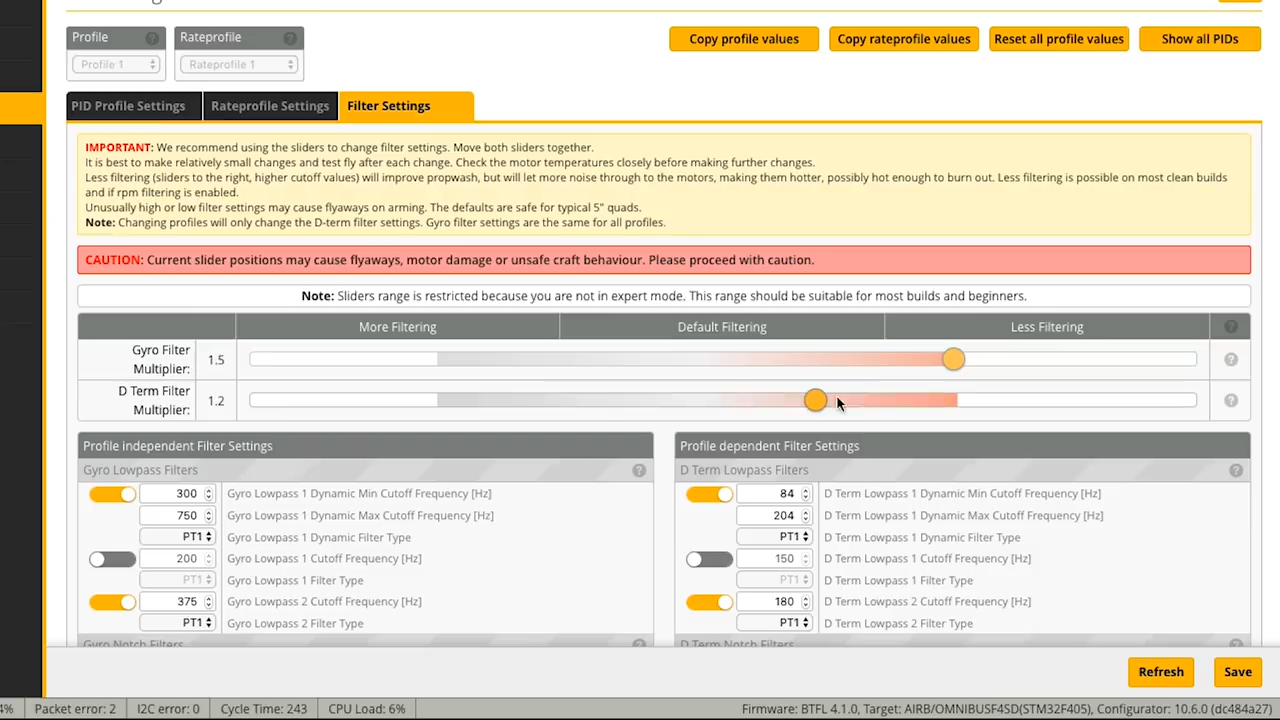 Profile
Rateprofile
Profile 1
Rateprofile 1
Copy profile values
Copy rateprofile values
Reset all profile values
Show all PIDs
PID Profile Settings
Rateprofile Settings
Filter Settings
IMPORTANT: We recommend using the sliders to change filter settings. Move both sliders together.
It is best to make relatively small changes and test fly after each change. Check the motor temperatures closely before making further changes.
Less filtering (sliders to the right, higher cutoff values) will improve propwash, but will let more noise through to the motors, making them hotter, possibly hot enough to burn out. Less filtering is possible on most clean builds
and if rpm filtering is enabled.
Unusually high or low filter settings may cause flyaways on arming. The defaults are safe for typical 5" quads.
Note: Changing profiles will only change the D-term filter settings. Gyro filter settings are the same for all profiles.
CAUTION: Current slider positions may cause flyaways, motor damage or unsafe craft behaviour. Please proceed with caution.
Note: Sliders range is restricted because you are not in expert mode. This range should be suitable for most builds and beginners.
More Filtering
Default Filtering
Less Filtering
Gyro Filter
Multiplier:
1.5
D Term Filter
Multiplier:
1.2
Profile independent Filter Settings
Gyro Lowpass Filters
300 Gyro Lowpass 1 Dynamic Min Cutoff Frequency [Hz]
750 Gyro Lowpass 1 Dynamic Max Cutoff Frequency [Hz]
PT1 Gyro Lowpass 1 Dynamic Filter Type
200 Gyro Lowpass 1 Cutoff Frequency [Hz]
PT1 Gyro Lowpass 1 Filter Type
375 Gyro Lowpass 2 Cutoff Frequency [Hz]
PT1 Gyro Lowpass 2 Filter Type
Gyro Notch Filters
Profile dependent Filter Settings
D Term Lowpass Filters
84 D Term Lowpass 1 Dynamic Min Cutoff Frequency [Hz]
204 D Term Lowpass 1 Dynamic Max Cutoff Frequency [Hz]
PT1 D Term Lowpass 1 Dynamic Filter Type
150 D Term Lowpass 1 Cutoff Frequency [Hz]
PT1 D Term Lowpass 1 Filter Type
180 D Term Lowpass 2 Cutoff Frequency [Hz]
PT1 D Term Lowpass 2 Filter Type
D Term Notch Filters
Refresh
Save
4% Packet error: 2 I2C error: 0 Cycle Time: 243 CPU Load: 6% Firmware: BTFL 4.1.0, Target: AIRB/OMNIBUSF4SD(STM32F405), Configurator: 10.6.0 (dc484a27)